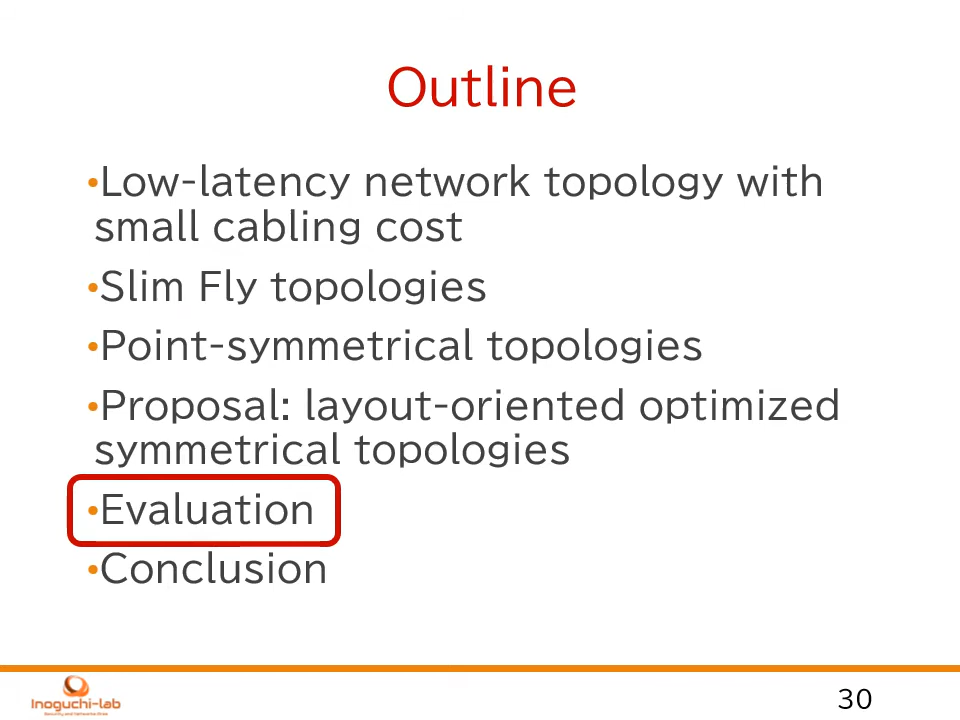 Outline
•Low-latency network topology with
small cabling cost
•Slim Fly topologies
•Point-symmetrical topologies
•Proposal: layout-oriented optimized
symmetrical topologies
•Evaluation
•Conclusion
Inoguchi-lab
30